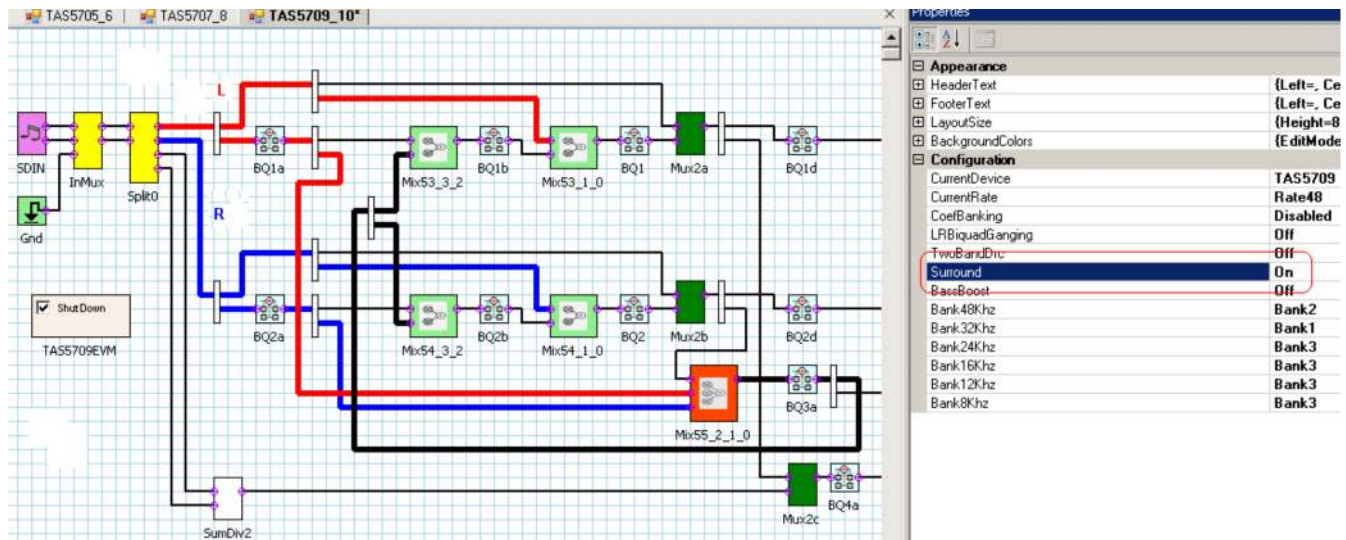 TAS5705_6
TAS5707_8
TAS5709_10*
L
SDIN
InMux
Split0
BQ1a
Mix53_3_2
BQ1b
Mix53_1_0
BQ1
Mux2a
BQ1d
Gnd
R
ShutDown
TAS5709EVM
BQ2a
Mix54_3_2
BQ2b
Mix54_1_0
BQ2
Mux2b
BQ2d
BQ3a
Mix55_2_1_0
Mux2c
BQ4a
SumDiv2
Properties
Appearance
HeaderText {Left=, Ce
FooterText {Left=, Ce
LayoutSize {Height=8
BackgroundColors {EditMode
Configuration
CurrentDevice TAS5709
CurrentRate Rate48
CoefBanking Disabled
LRBiquadGanging Off
TwoBandDrc Off
Surround On
BassBoost Off
Bank48Khz Bank2
Bank32Khz Bank1
Bank24Khz Bank3
Bank16Khz Bank3
Bank12Khz Bank3
Bank8Khz Bank3